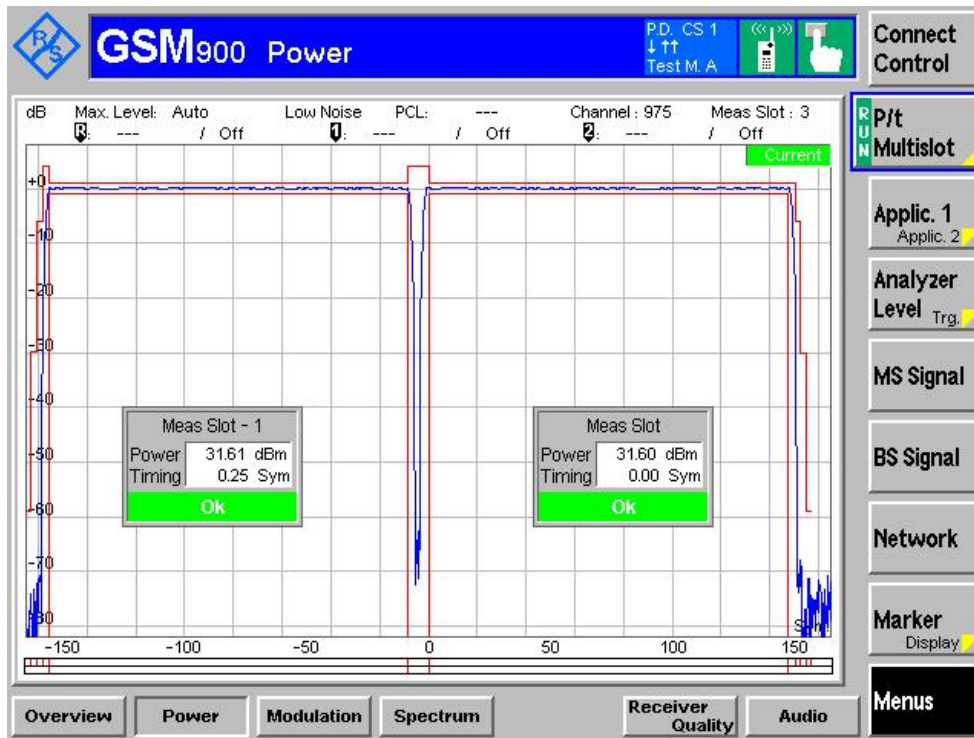 R/S
GSM900 Power
P.D. CS 1
↓ ↑↑
Test M. A
Connect Control
dB Max. Level: Auto Low Noise PCL: --- Channel : 975 Meas Slot : 3
R: --- / Off 1: --- / Off 2: --- / Off
Current
RUN
P/t Multislot
Applic. 1
Applic. 2
Analyzer Level Trg.
MS Signal
BS Signal
Network
Marker
Display
Menus
+0
-10
-20
-30
-40
-50
-60
-70
-80
Meas Slot - 1
Power 31.61 dBm
Timing 0.25 Sym
Ok
Meas Slot
Power 31.60 dBm
Timing 0.00 Sym
Ok
-150 -100 -50 0 50 100 150
Overview Power Modulation Spectrum Receiver Quality Audio